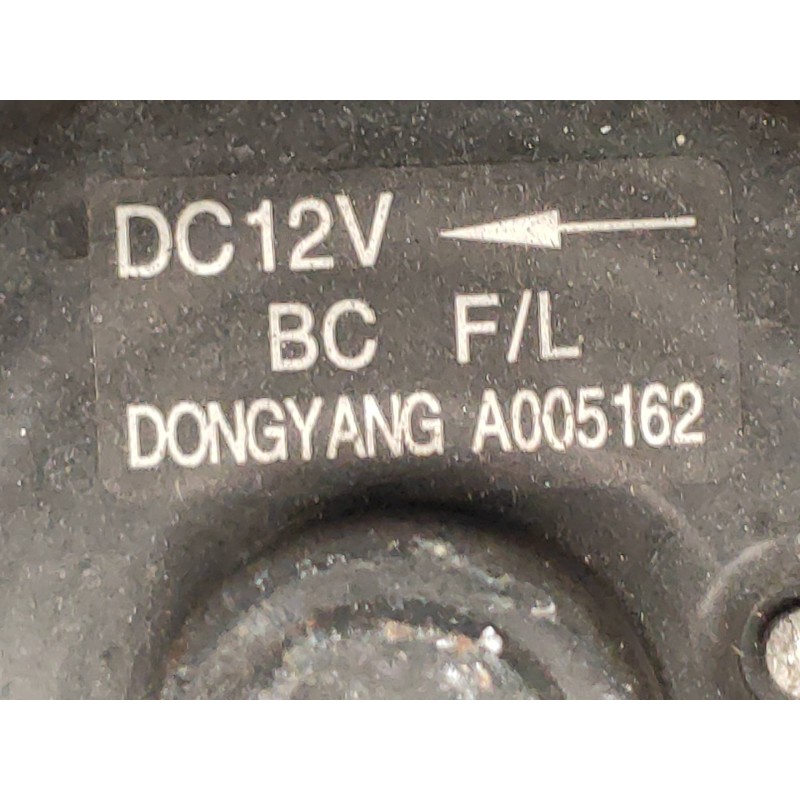 DC12V
BC F/L
DONGYANG A005162